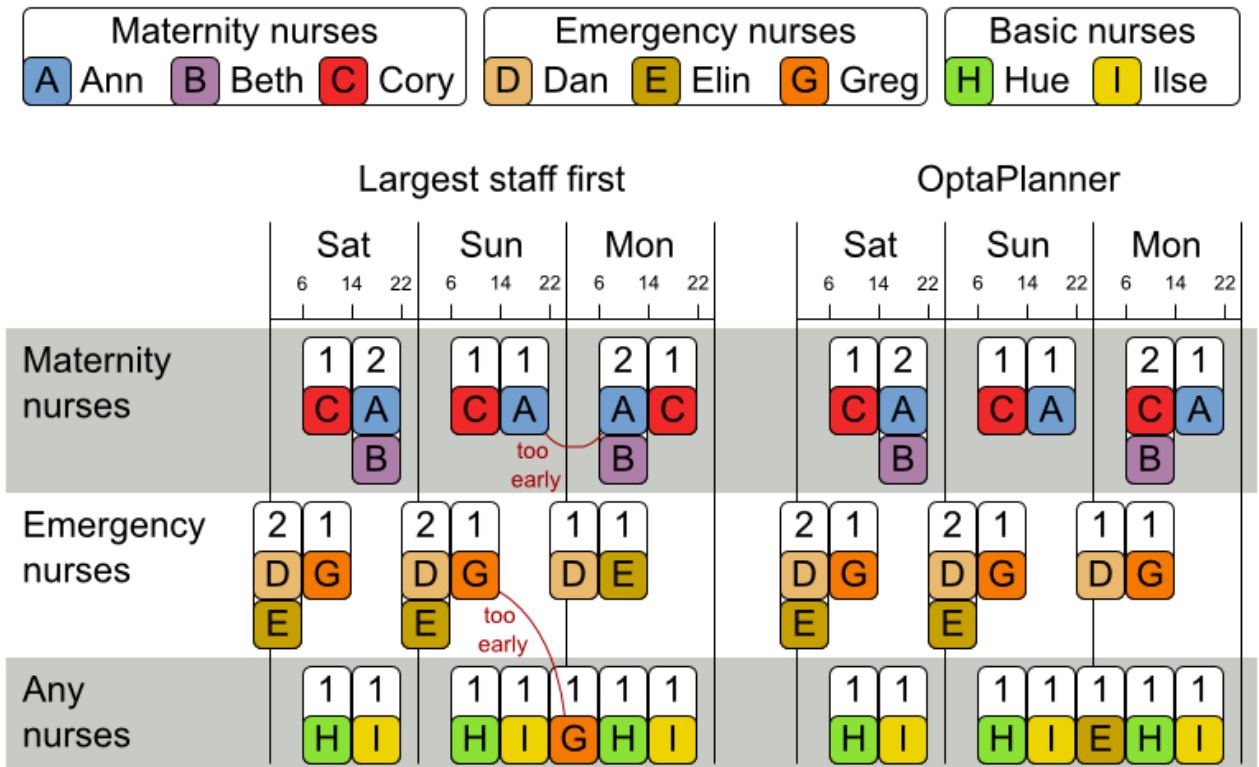 Maternity nurses Emergency nurses Basic nurses
A Ann B Beth C Cory D Dan E Elin G Greg H Hue I Ilse
Largest staff first OptaPlanner
Sat Sun Mon Sat Sun Mon
6 14 22 6 14 22 6 14 22 6 14 22 6 14 22 6 14 22
Maternity 1 2 1 1 2 1 1 2 1 1 2 1
nurses C A C A A C C A C A C A
too B B B B
early
Emergency 2 1 2 1 1 1 2 1 2 1 1 1
nurses D G D G D E D G D G D G
E E too E E
early
Any 1 1 1 1 1 1 1 1 1 1 1 1 1 1
nurses H I H I G H I H I H I E H I